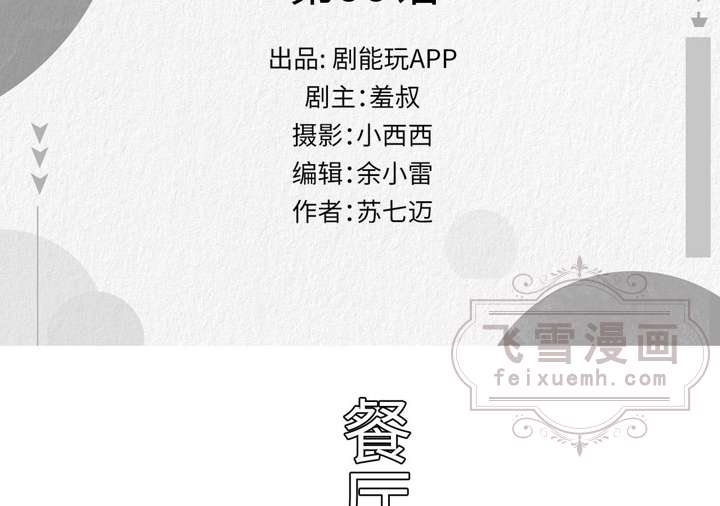 出品: 剧能玩APP
剧主:羞叔
摄影:小西西
编辑:余小雷
作者:苏七迈
飞雪漫画
feixuemh.com
餐
厅